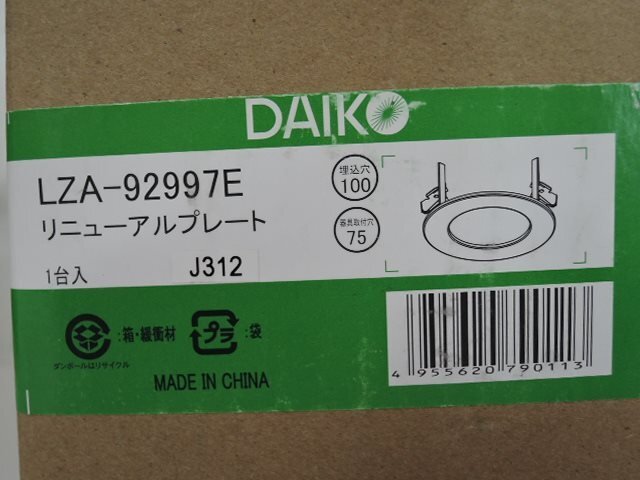 DAIKO
LZA-92997E
リニューアルプレート
1台入
J312
埋込穴
100
器具取付穴
75
:箱・緩衝材
ダンボールはリサイクル
プラ
:袋
MADE IN CHINA
4 955620 790113